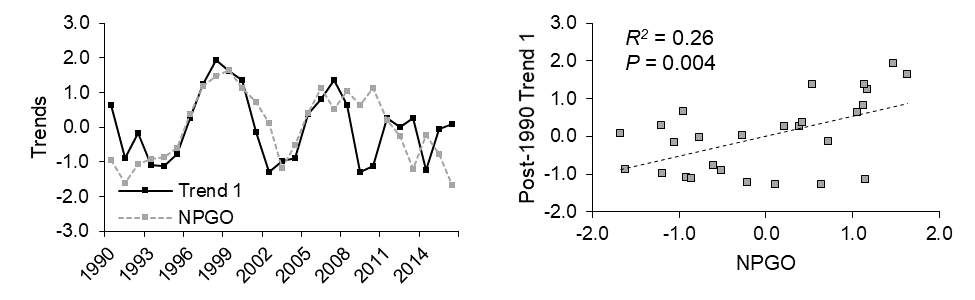 3.0
2.0
1.0
0.0
-1.0
-2.0
-3.0
Trends
Trend 1
NPGO
1990
1993
1996
1999
2002
2005
2008
2011
2014
3.0
2.0
1.0
0.0
-1.0
-2.0
Post-1990 Trend 1
R² = 0.26
P = 0.004
-2.0 -1.0 0.0 1.0 2.0
NPGO